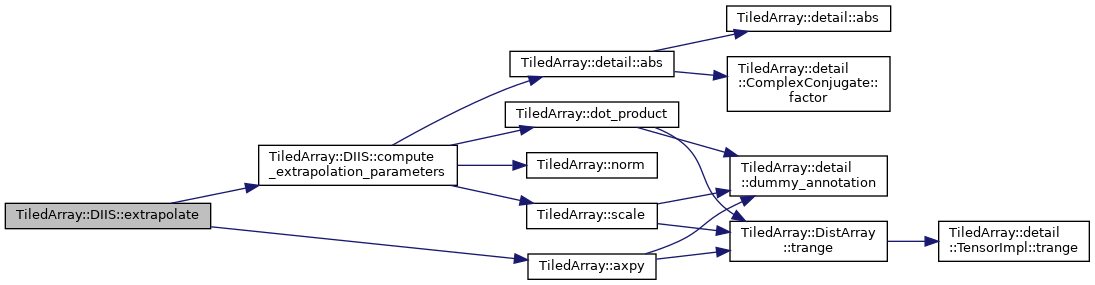 TiledArray::DIIS::extrapolate
TiledArray::DIIS::compute
_extrapolation_parameters
TiledArray::detail::abs
TiledArray::dot_product
TiledArray::norm
TiledArray::scale
TiledArray::axpy
TiledArray::detail::abs
TiledArray::detail
::ComplexConjugate::
factor
TiledArray::detail
::dummy_annotation
TiledArray::DistArray
::trange
TiledArray::detail
::TensorImpl::trange